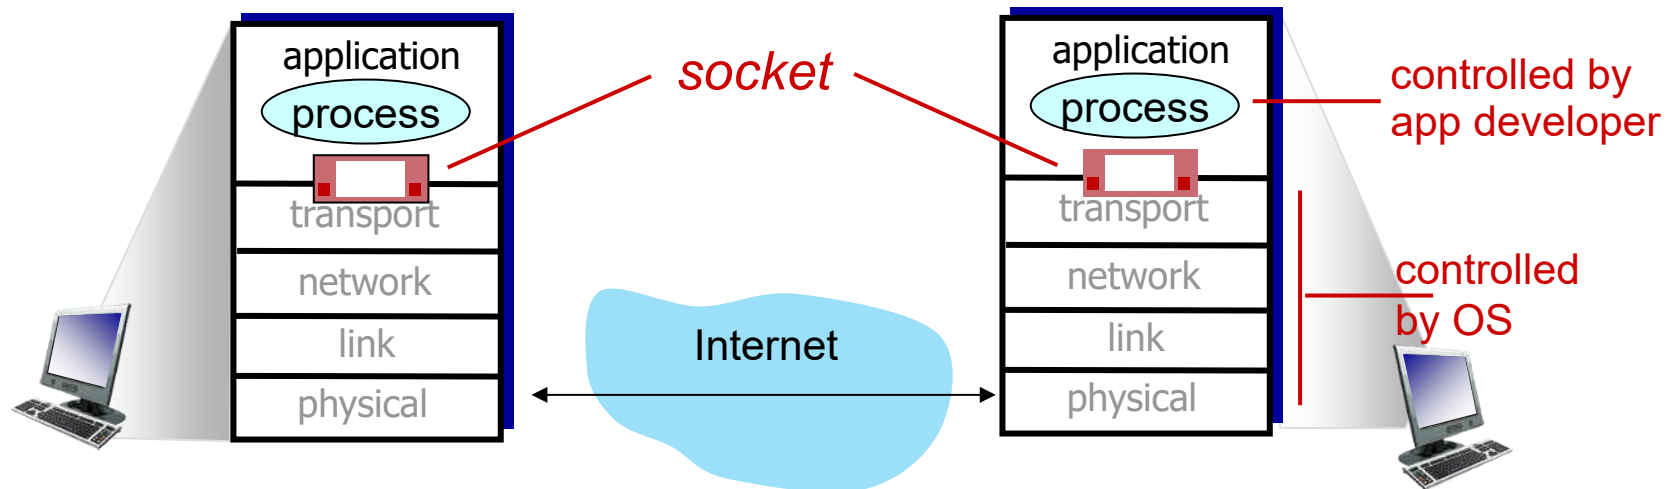 application
process
transport
network
link
physical
socket
Internet
application
process
transport
network
link
physical
controlled by
app developer
controlled
by OS